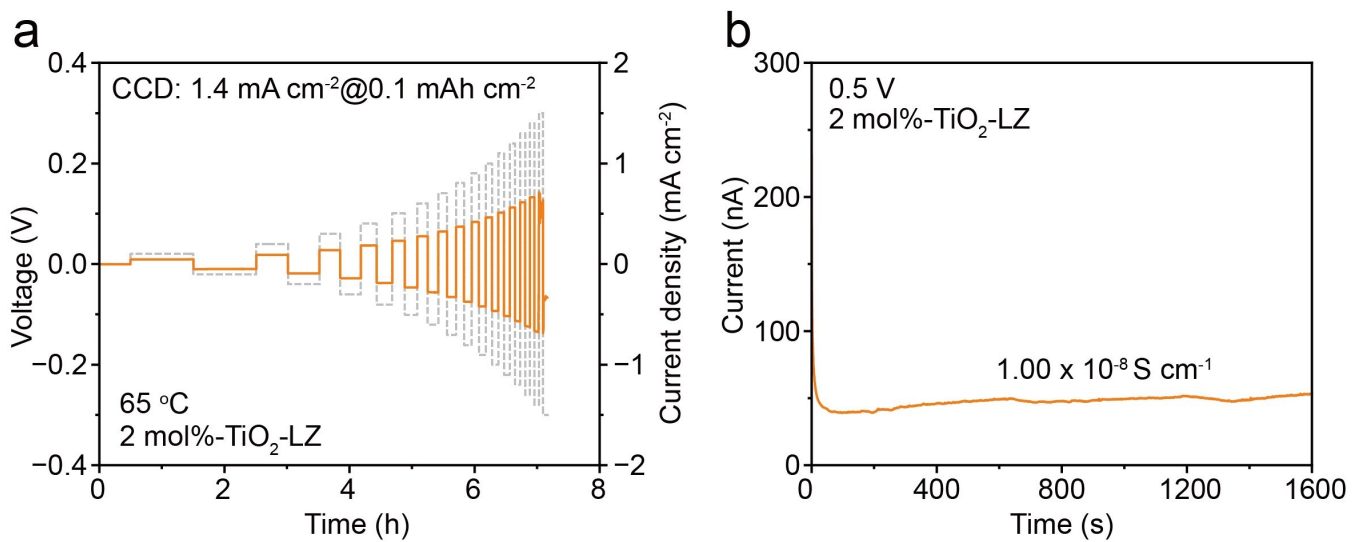 a
CCD: 1.4 mA cm⁻²@0.1 mAh cm⁻²
65 °C
2 mol%-TiO₂-LZ
Voltage (V)
0.4
0.2
0.0
−0.2
−0.4
Current density (mA cm⁻²)
2
1
0
−1
−2
0 2 4 6 8
Time (h)
b
0.5 V
2 mol%-TiO₂-LZ
1.00 x 10⁻⁸ S cm⁻¹
Current (nA)
300
200
100
0
0 400 800 1200 1600
Time (s)